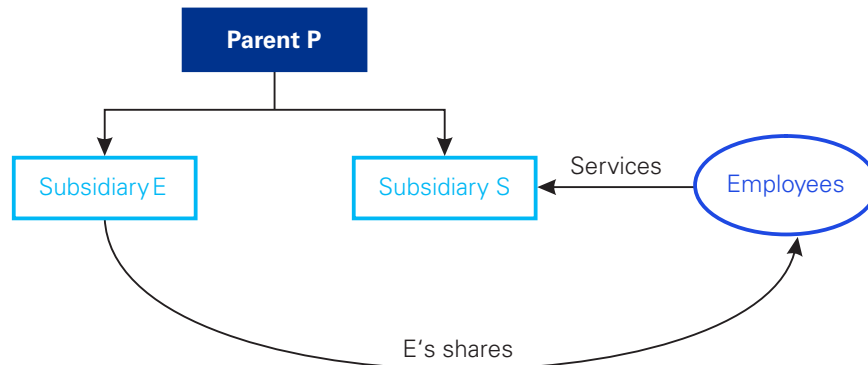 Parent P
Subsidiary E
Subsidiary S
Services
Employees
E's shares